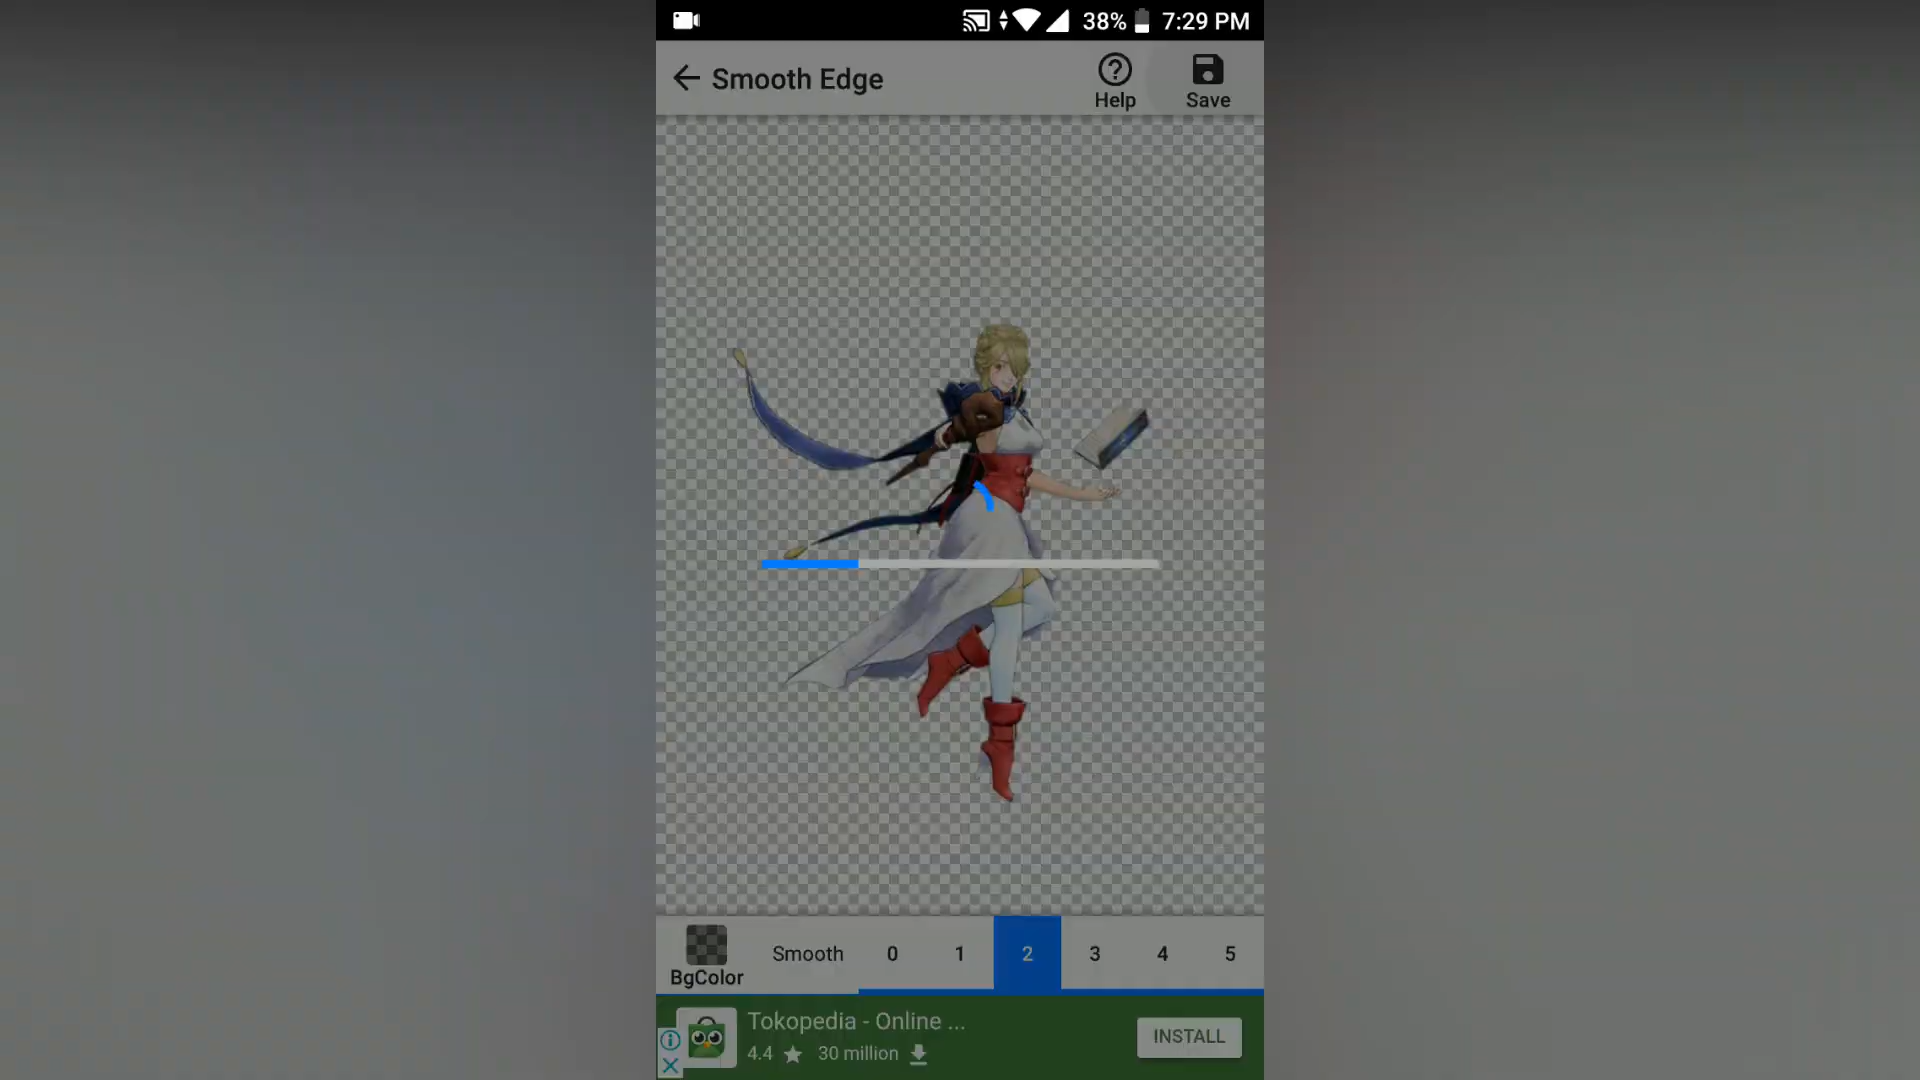 38% 7:29 PM
Smooth Edge
Help
Save
BgColor
Smooth 0 1 2 3 4 5
Tokopedia - Online ...
4.4 30 million
INSTALL